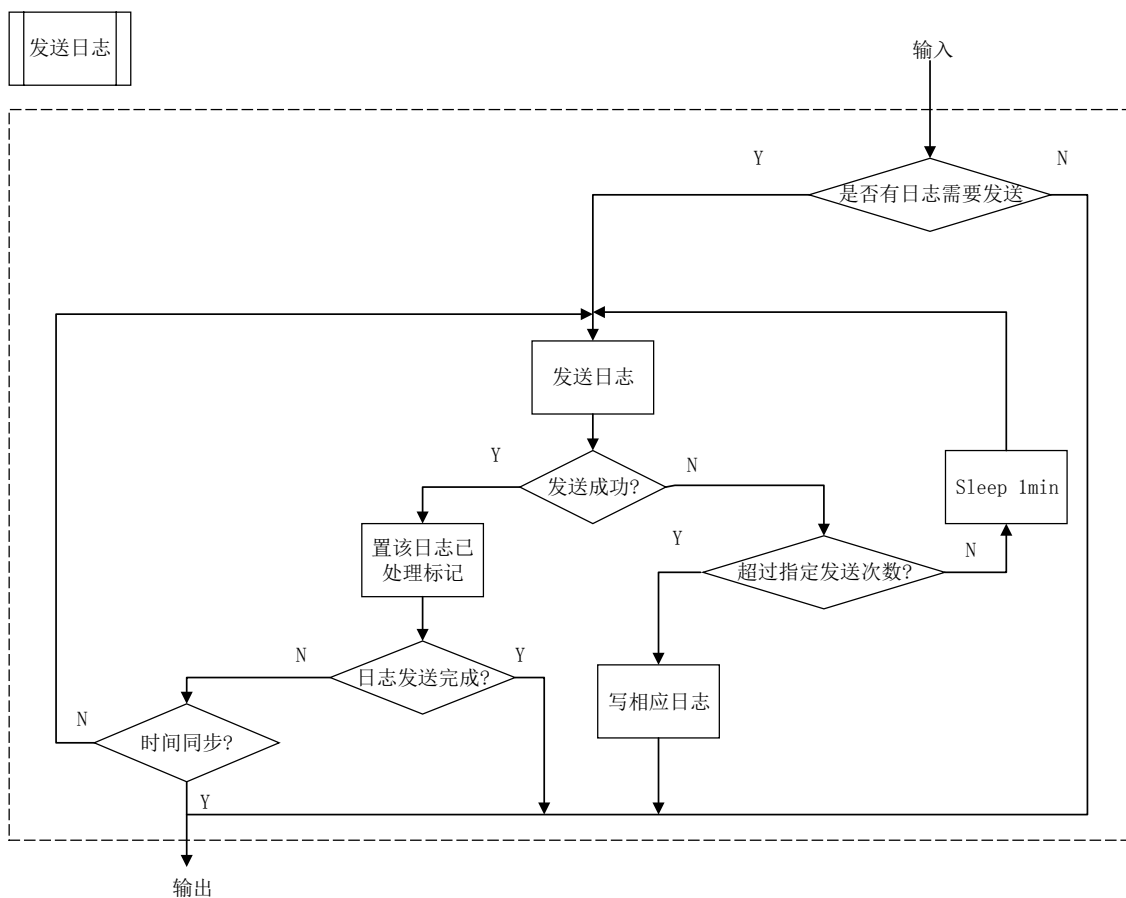 发送日志
输入
Y
N
是否有日志需要发送
发送日志
Y
N
发送成功?
Sleep 1min
置该日志已
处理标记
Y
N
超过指定发送次数?
N
Y
日志发送完成?
写相应日志
N
时间同步?
Y
输出